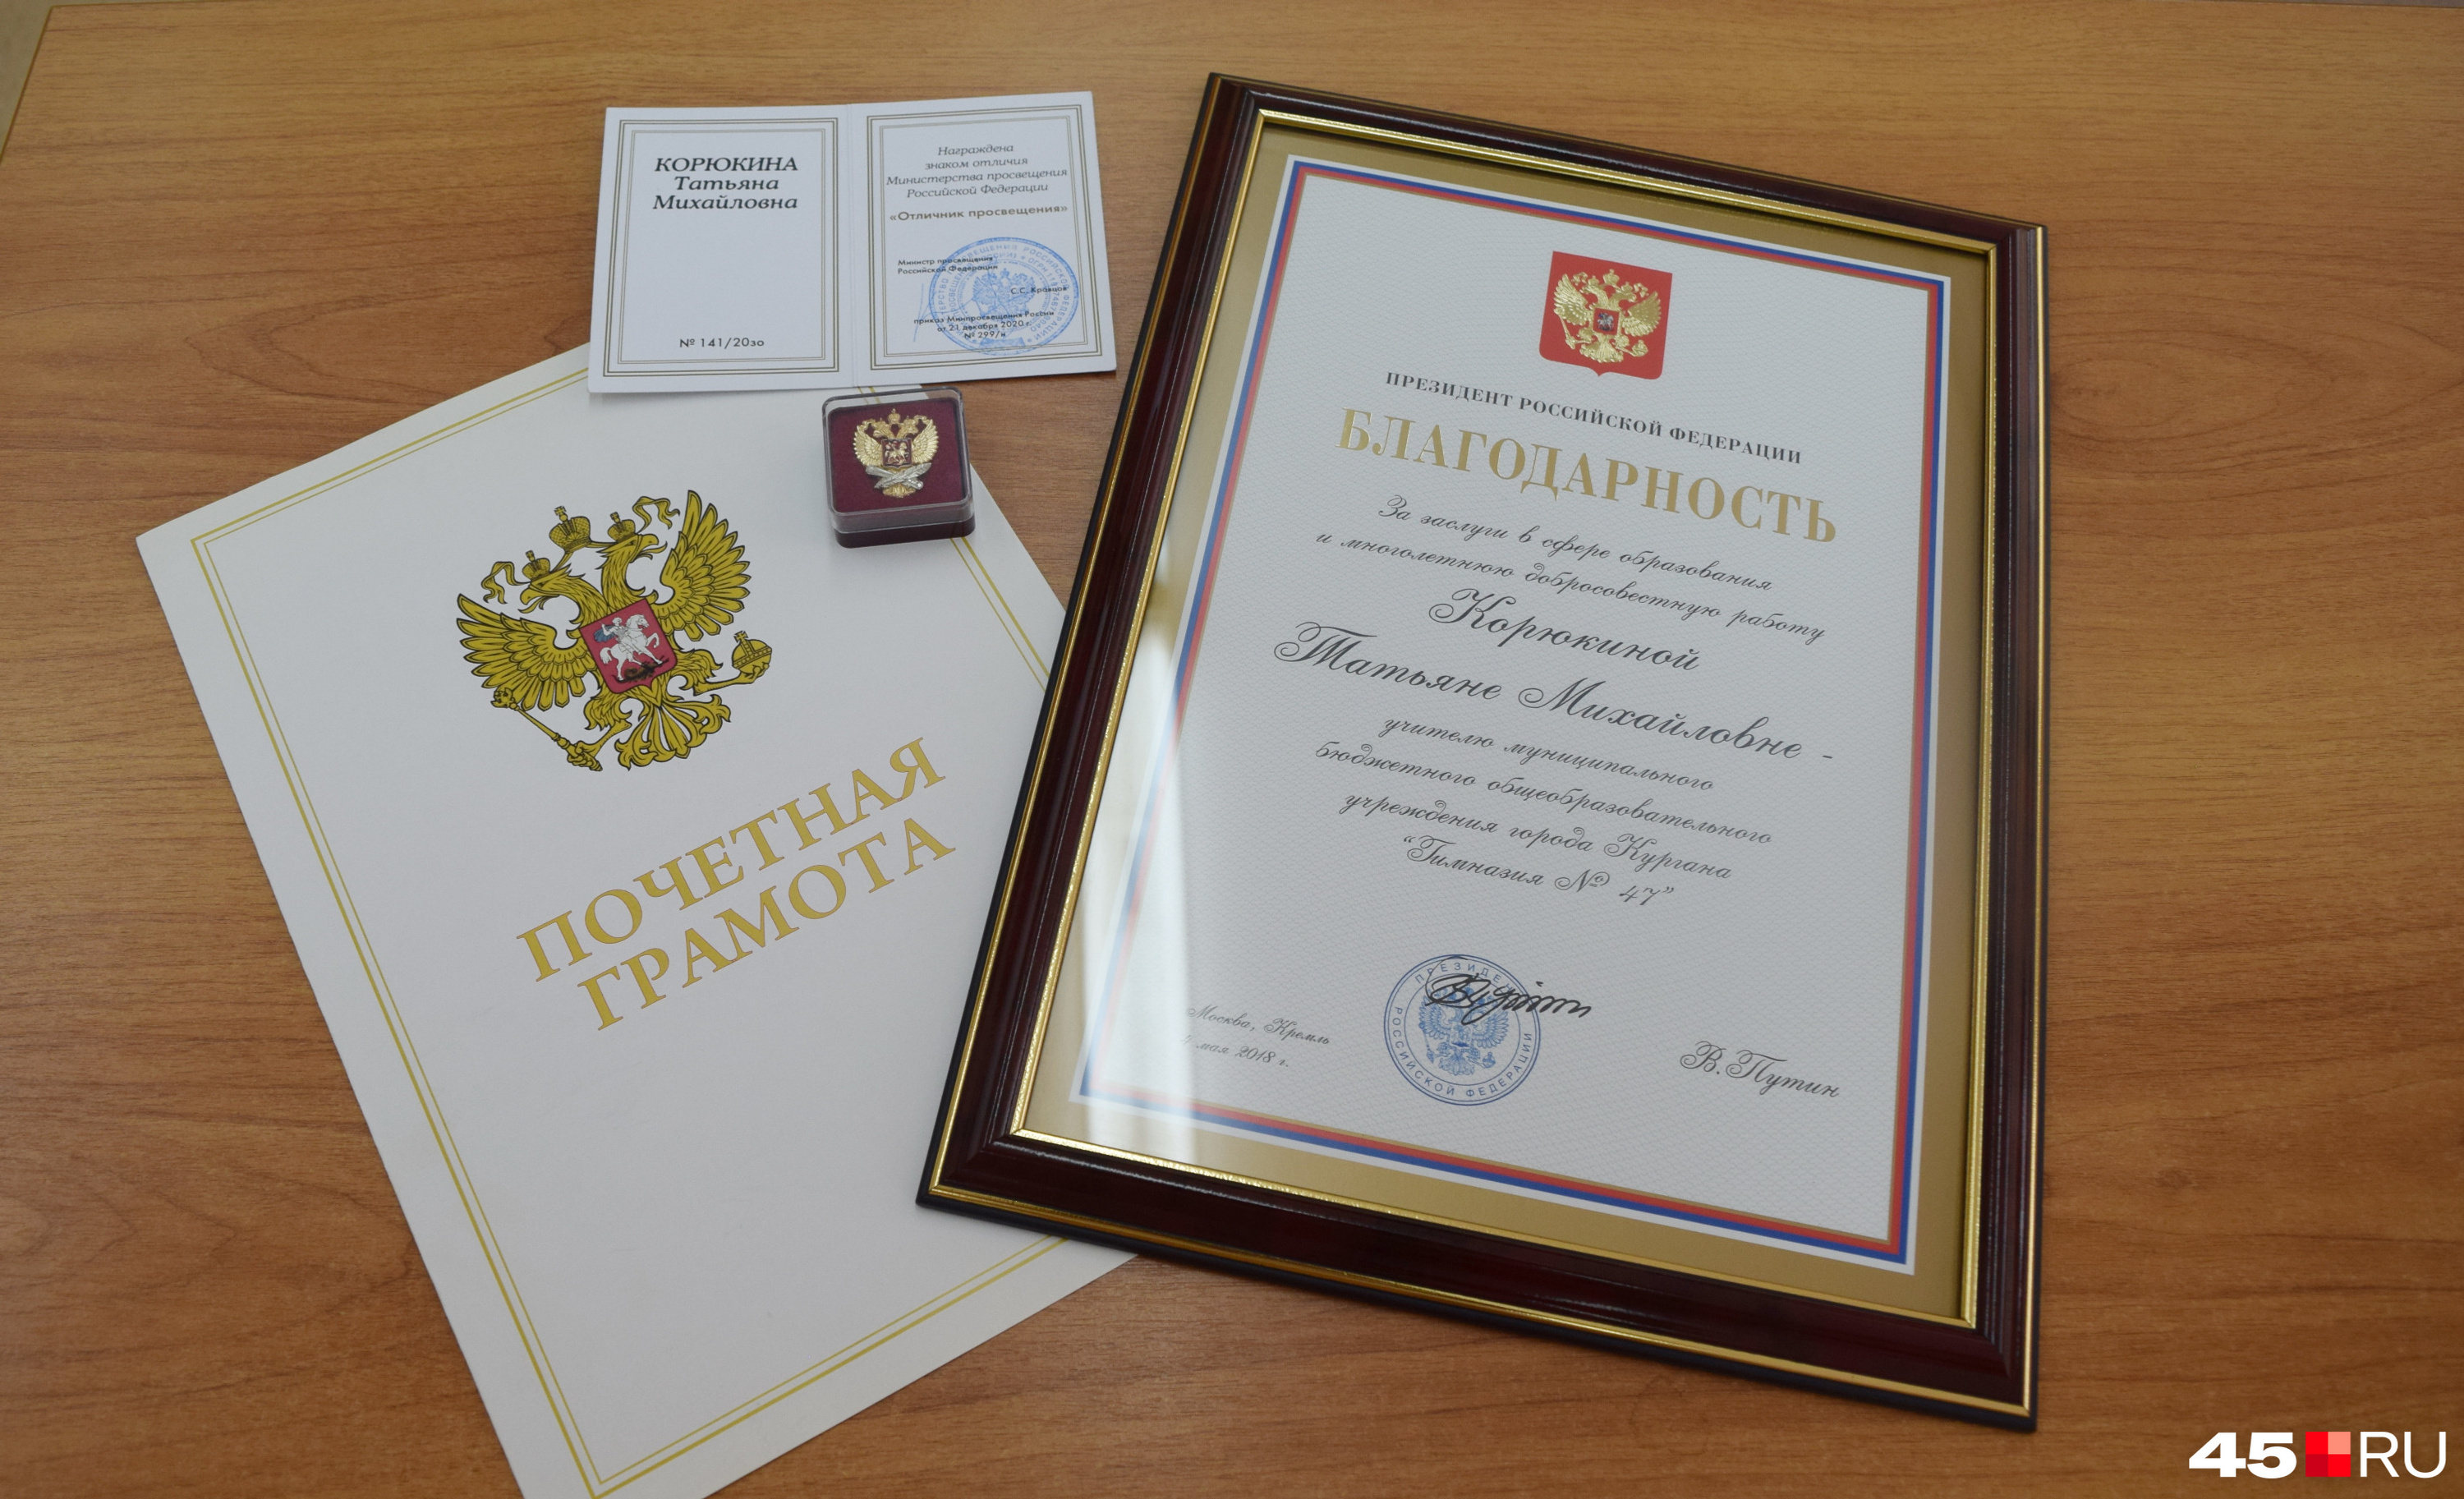 КОРЮКИНА
Татьяна
Михайловна
№ 141/20зо
Награждена
знаком отличия
Министерства просвещения
Российской Федерации
«Отличник просвещения»
Министр просвещения
Российской Федерации
С.С. Кравцов
приказ Минпросвещения России
от 21 декабря 2020 г.
№ 299/н
ПОЧЕТНАЯ
ГРАМОТА
ПРЕЗИДЕНТ РОССИЙСКОЙ ФЕДЕРАЦИИ
БЛАГОДАРНОСТЬ
За заслуги в сфере образования
и многолетнюю добросовестную работу
Корюкиной
Татьяне Михайловне -
учителю муниципального
бюджетного общеобразовательного
учреждения города Кургана
“Гимназия № 47”
Москва, Кремль
мая 2018 г.
РОССИЙСКОЙ ФЕДЕРАЦИИ
В.Путин
45RU